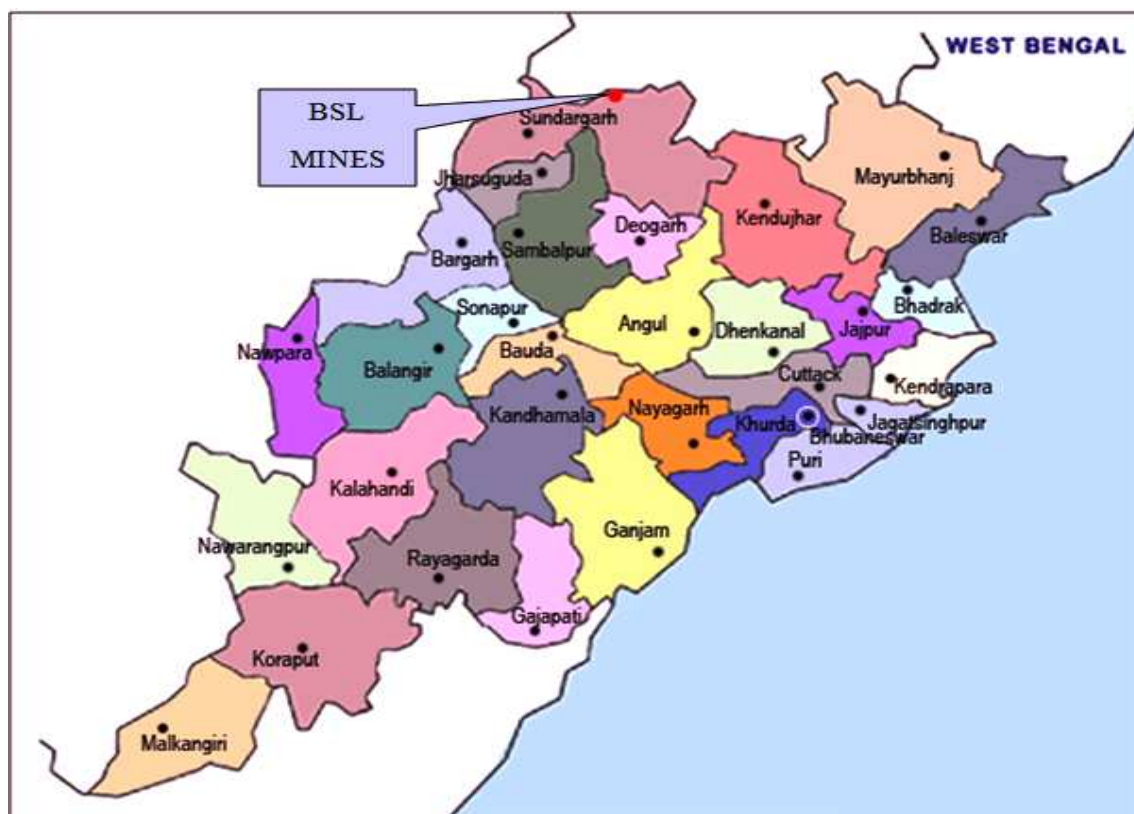 WEST BENGAL
BSL
MINES
Sundargarh
Jharsuguda
Mayurbhanj
Kendujhar
Deogarh
Baleswar
Sambalpur
Bargarh
Sonapur
Bhadrak
Angul
Dhenkanal
Jajpur
Nawpara
Bauda
Balangir
Cuttack
Kendrapara
Kandhamala
Nayagarh
Khurda
Jagatsinghpur
Bhubaneswar
Puri
Kalahandi
Ganjam
Nawarangpur
Rayagarda
Gajapati
Koraput
Malkangiri